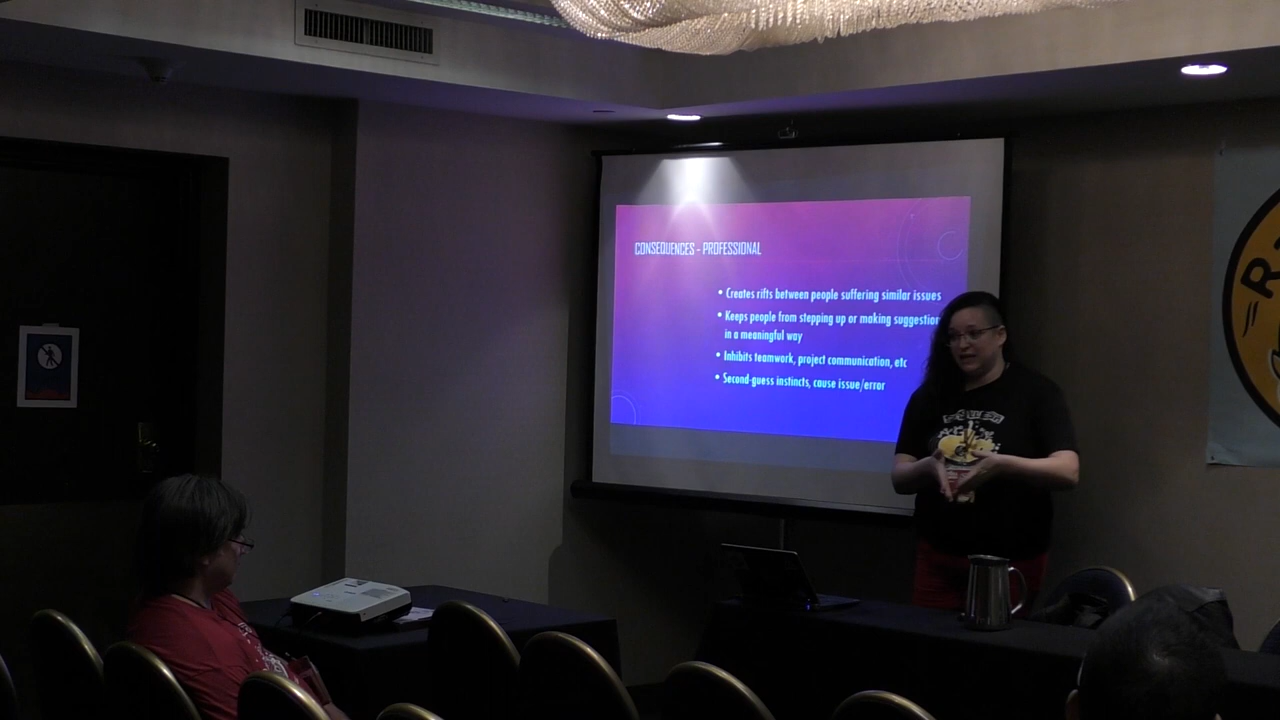 CONSEQUENCES - PROFESSIONAL
• Creates rifts between people suffering similar issues
• Keeps people from stepping up or making suggestion
in a meaningful way
• Inhibits teamwork, project communication, etc
• Second-guess instincts, cause issue/error